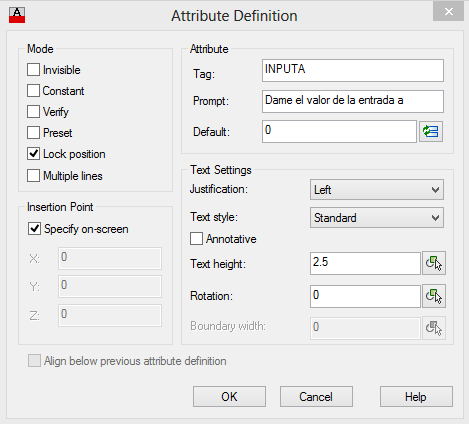 Attribute Definition
Mode
Invisible
Constant
Verify
Preset
Lock position
Multiple lines
Attribute
Tag: INPUTA
Prompt: Dame el valor de la entrada a
Default: 0
Insertion Point
Specify on-screen
X: 0
Y: 0
Z: 0
Text Settings
Justification: Left
Text style: Standard
Annotative
Text height: 2.5
Rotation: 0
Boundary width: 0
Align below previous attribute definition
OK Cancel Help